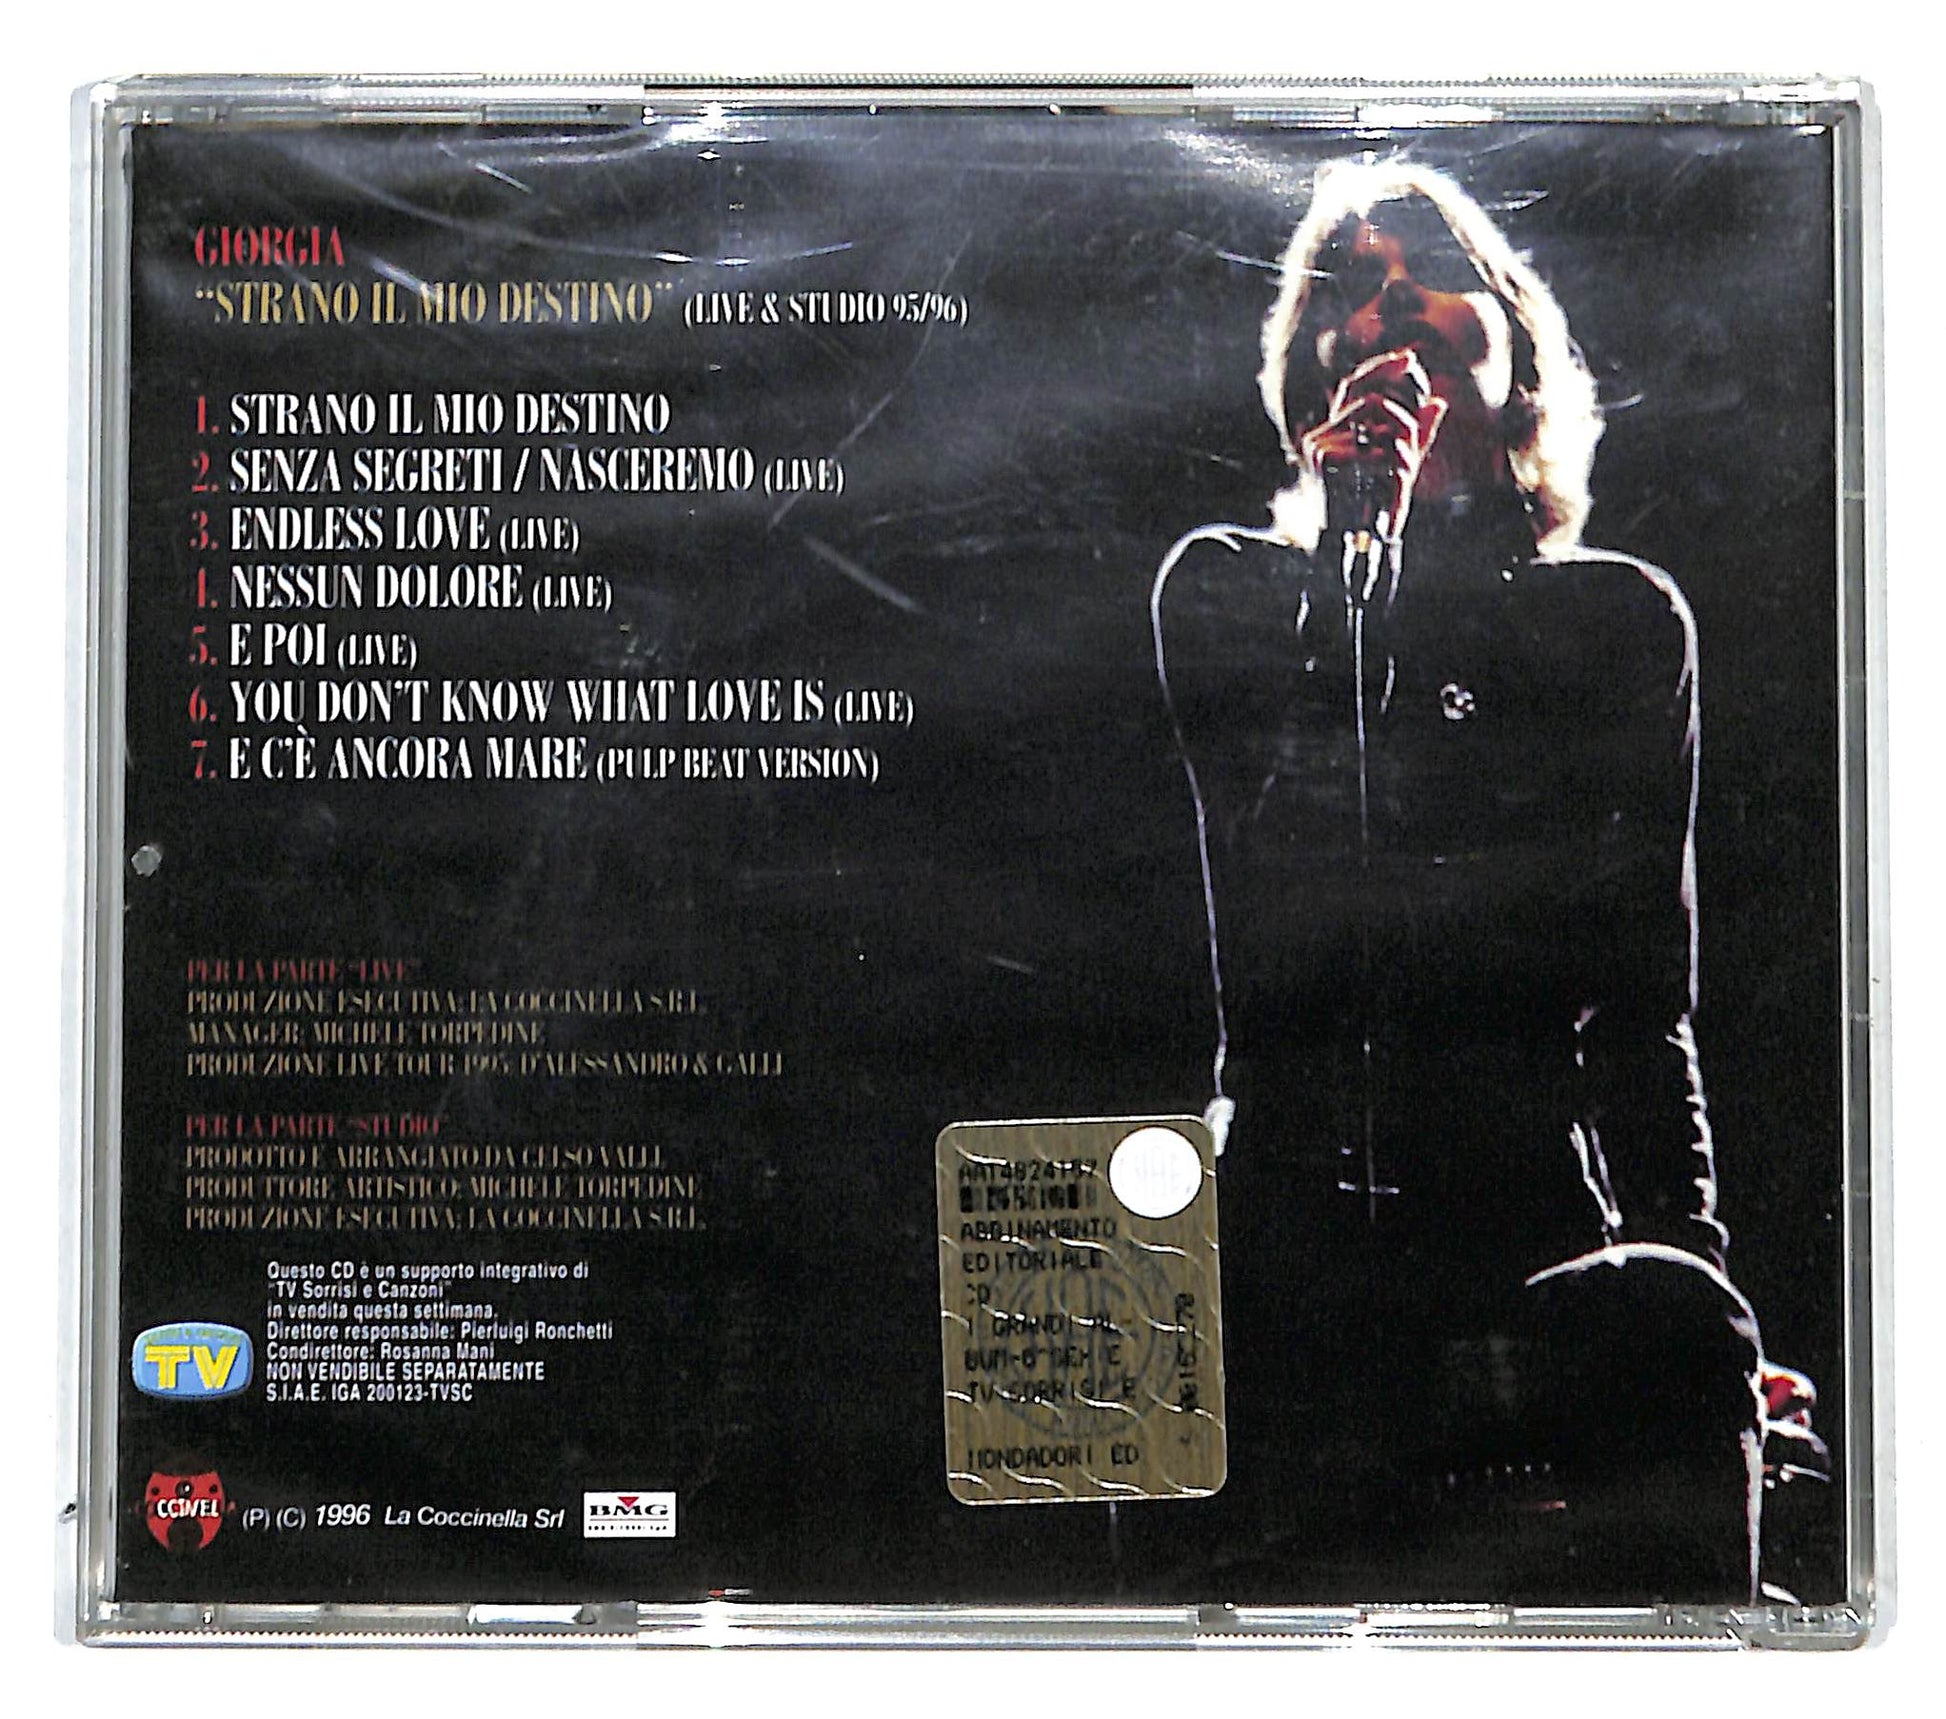 GIORGIA
"STRANO IL MIO DESTINO" (LIVE & STUDIO 95/96)
1. STRANO IL MIO DESTINO
2. SENZA SEGRETI / NASCEREMO (LIVE)
3. ENDLESS LOVE (LIVE)
4. NESSUN DOLORE (LIVE)
5. E POI (LIVE)
6. YOU DON'T KNOW WHAT LOVE IS (LIVE)
7. E C'È ANCORA MARE (PULP BEAT VERSION)
PER LA PARTE "LIVE"
PRODUZIONE ESECUTIVA: LA COCCINELLA S.R.L.
MANAGER: MICHELE TORPEDINE
PRODUZIONE LIVE TOUR 1995: D'ALESSANDRO & GALLI
PER LA PARTE "STUDIO"
PRODOTTO E ARRANGIATO DA CELSO VALLI
PRODUTTORE ARTISTICO: MICHELE TORPEDINE
PRODUZIONE ESECUTIVA: LA COCCINELLA S.R.L.
Questo CD è un supporto integrativo di
"TV Sorrisi e Canzoni"
in vendita questa settimana.
Direttore responsabile: Pierluigi Ronchetti
Condirettore: Rosanna Mani
NON VENDIBILE SEPARATAMENTE
S.I.A.E. IGA 200123-TVSC
TV
(P) (C) 1996 La Coccinella Srl
BMG
ABBINAMENTO
EDITORIALE
CD
I GRANDI AL-
TV SORRISI E
MONDADORI ED